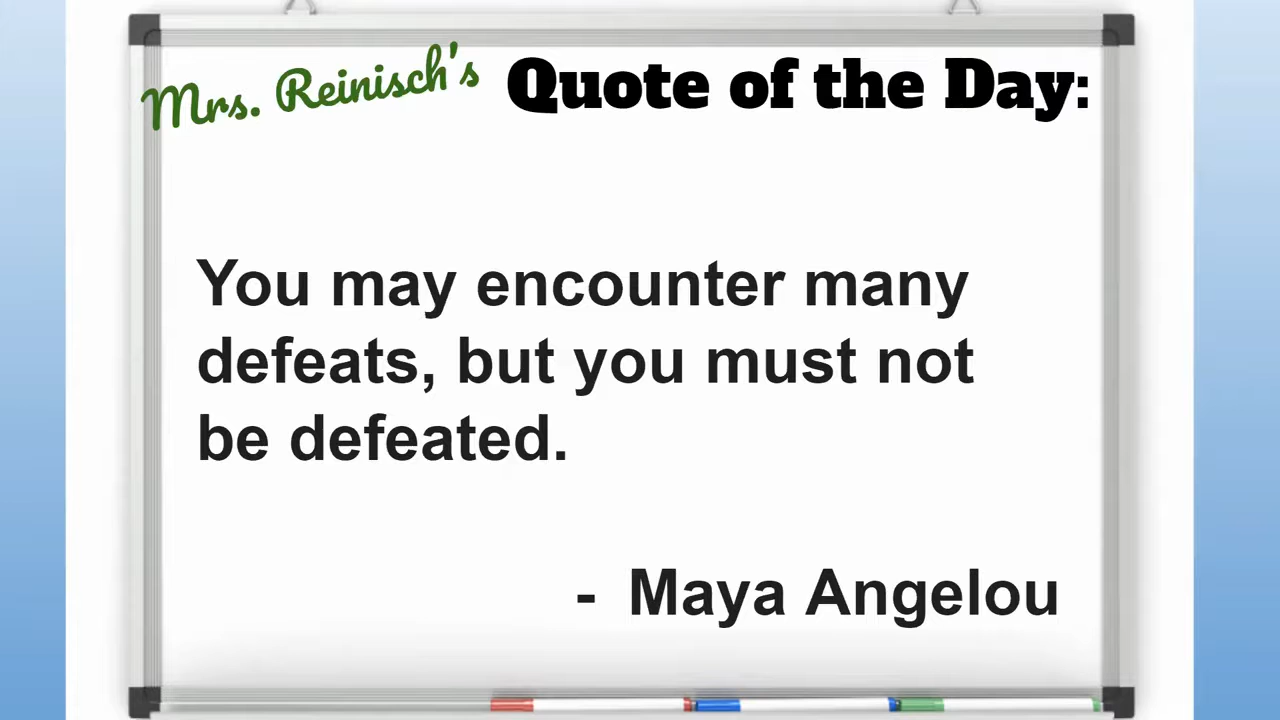 Mrs. Reinisch's Quote of the Day:
You may encounter many
defeats, but you must not
be defeated.
- Maya Angelou